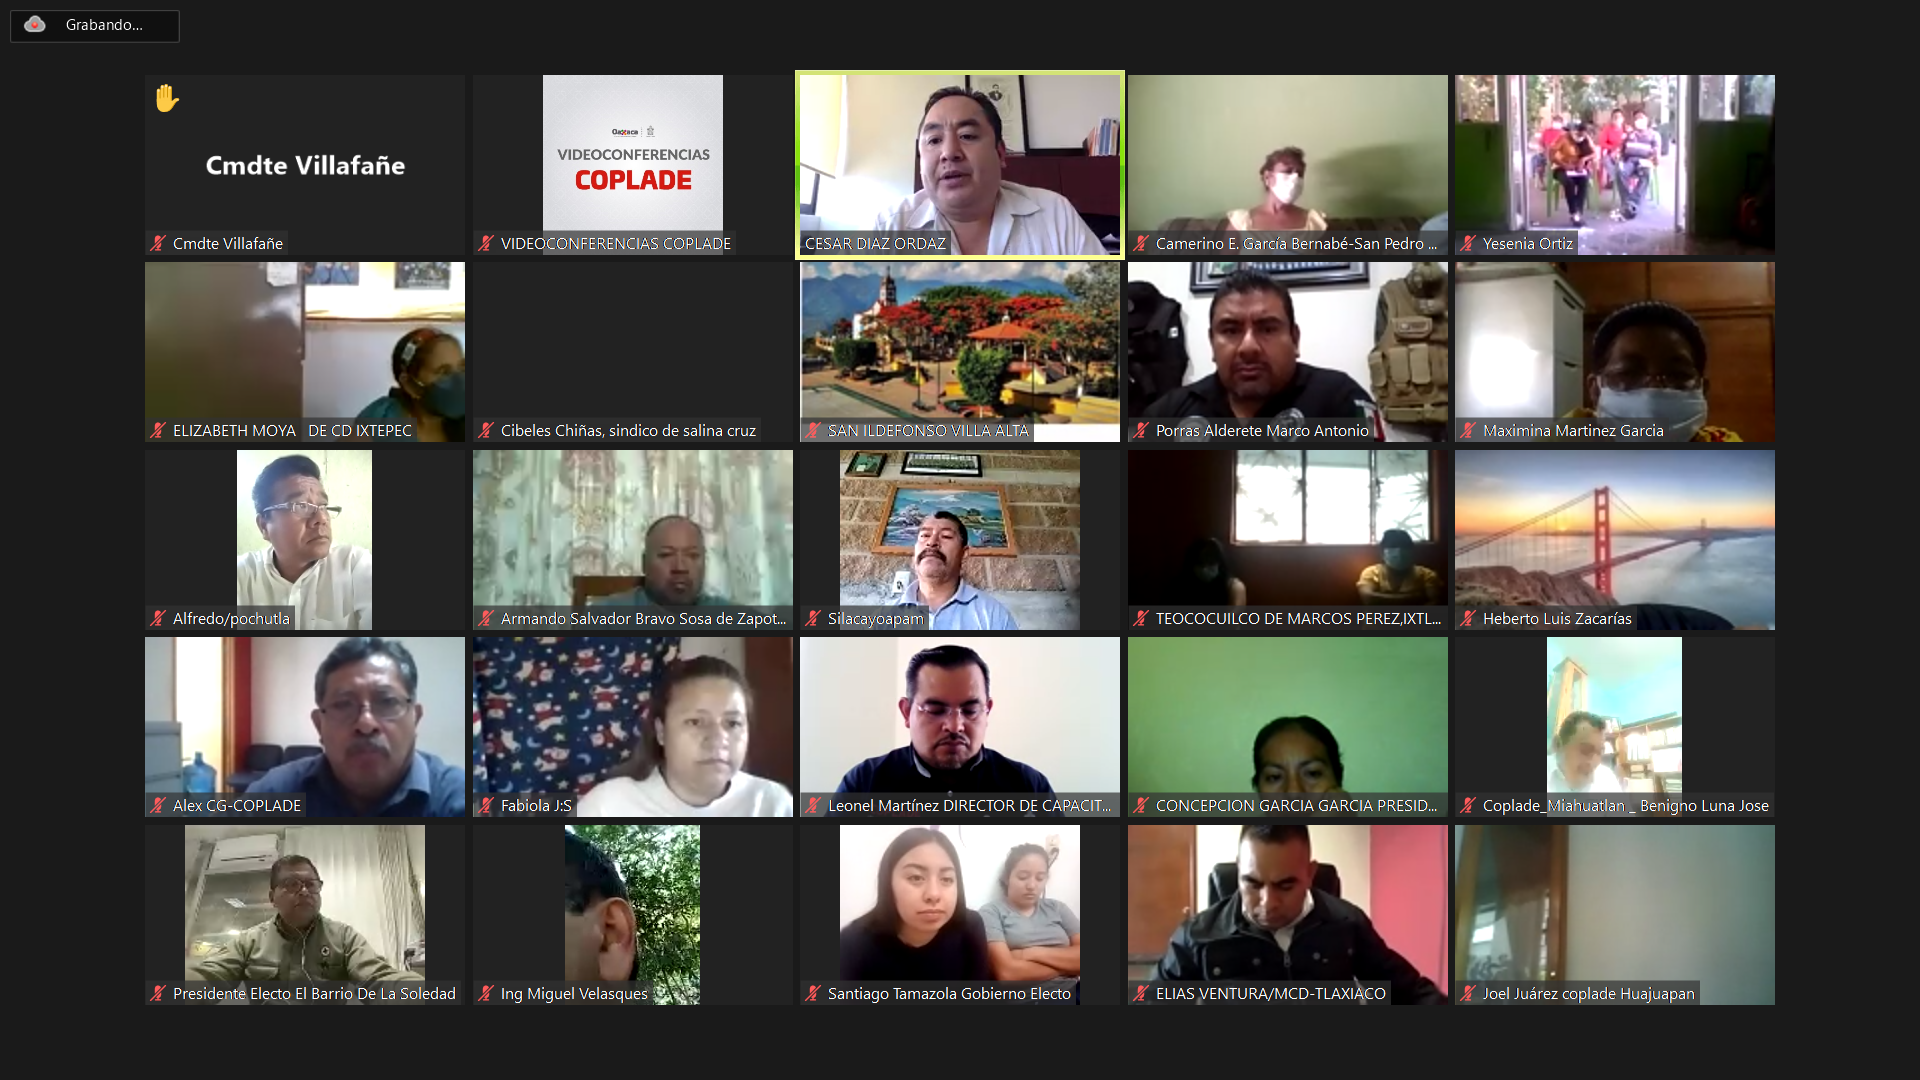 Grabando...
Cmdte Villafañe
Cmdte Villafañe
Oaxaca
VIDEOCONFERENCIAS
COPLADE
VIDEOCONFERENCIAS COPLADE
CESAR DIAZ ORDAZ
Camerino E. García Bernabé-San Pedro ...
Yesenia Ortiz
ELIZABETH MOYA   DE CD IXTEPEC
Cibeles Chiñas, sindico de salina cruz
SAN ILDEFONSO VILLA ALTA
Porras Alderete Marco Antonio
Maximina Martinez Garcia
Alfredo/pochutla
Armando Salvador Bravo Sosa de Zapot...
Silacayoapam
TEOCOCUILCO DE MARCOS PEREZ,IXTL...
Heberto Luis Zacarías
Alex CG-COPLADE
Fabiola J:S
Leonel Martínez DIRECTOR DE CAPACIT...
CONCEPCION GARCIA GARCIA PRESID...
Coplade_Miahuatlan_ Benigno Luna Jose
Presidente Electo El Barrio De La Soledad
Ing Miguel Velasques
Santiago Tamazola Gobierno Electo
ELIAS VENTURA/MCD-TLAXIACO
Joel Juárez coplade Huajuapan